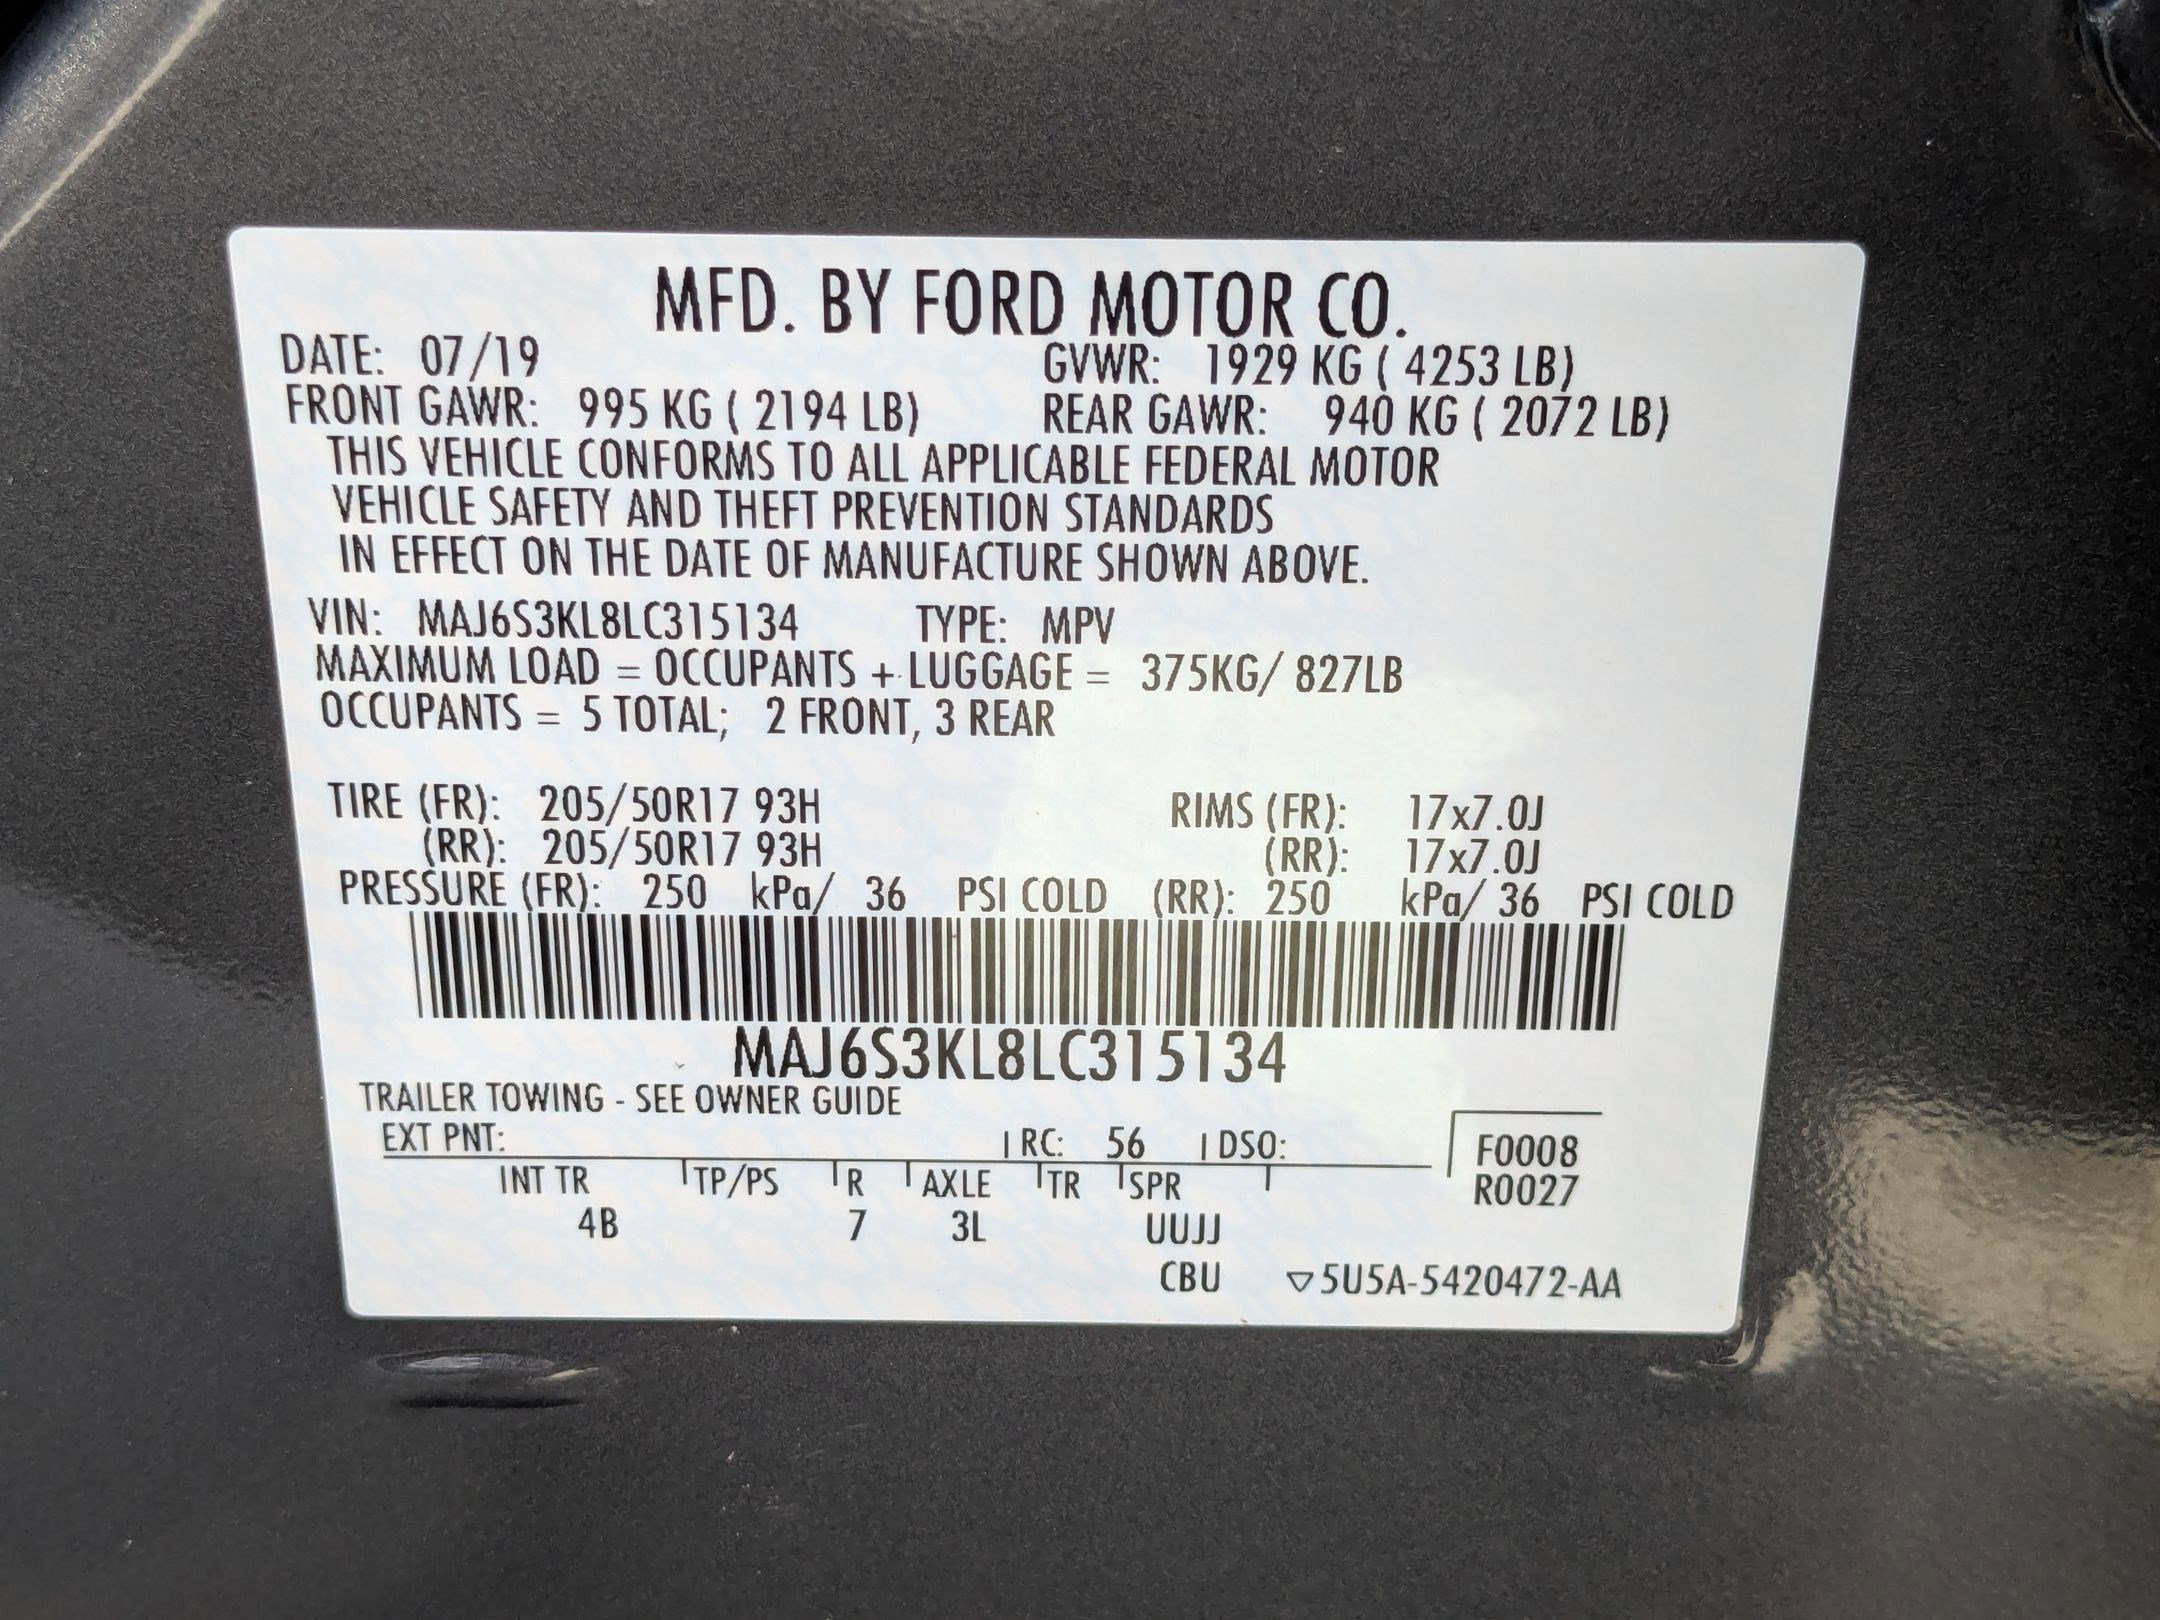 MFD. BY FORD MOTOR CO.
DATE: 07/19 GVWR: 1929 KG ( 4253 LB)
FRONT GAWR: 995 KG ( 2194 LB) REAR GAWR: 940 KG ( 2072 LB)
THIS VEHICLE CONFORMS TO ALL APPLICABLE FEDERAL MOTOR
VEHICLE SAFETY AND THEFT PREVENTION STANDARDS
IN EFFECT ON THE DATE OF MANUFACTURE SHOWN ABOVE.
VIN: MAJ6S3KL8LC315134 TYPE: MPV
MAXIMUM LOAD = OCCUPANTS + LUGGAGE = 375KG/ 827LB
OCCUPANTS = 5 TOTAL; 2 FRONT, 3 REAR
TIRE (FR): 205/50R17 93H RIMS (FR): 17x7.0J
(RR): 205/50R17 93H (RR): 17x7.0J
PRESSURE (FR): 250 kPa/ 36 PSI COLD (RR): 250 kPa/ 36 PSI COLD
MAJ6S3KL8LC315134
TRAILER TOWING - SEE OWNER GUIDE
EXT PNT: RC: 56 DSO: F0008
INT TR TP/PS R AXLE TR SPR R0027
4B 7 3L UUJJ
CBU ▽5U5A-5420472-AA